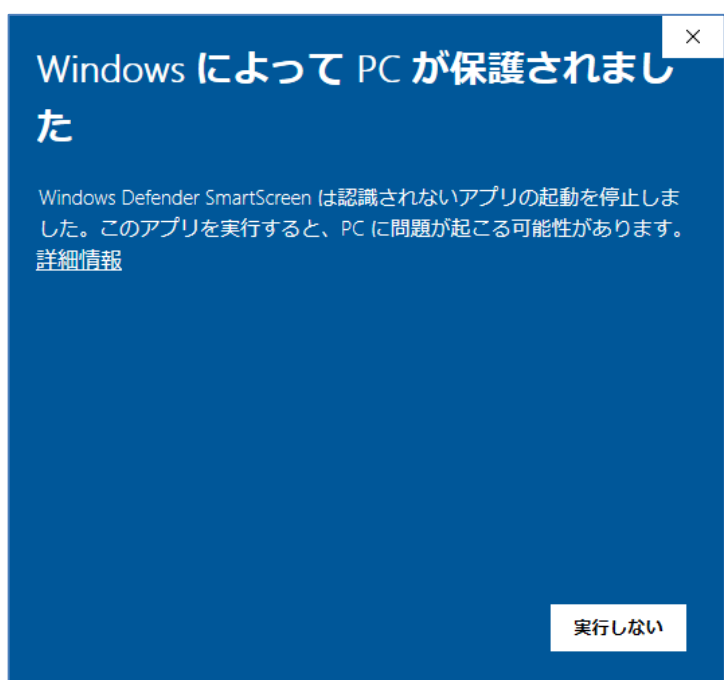 Windows によって PC が保護されまし
た
Windows Defender SmartScreen は認識されないアプリの起動を停止しま
した。このアプリを実行すると、PC に問題が起こる可能性があります。
詳細情報
実行しない